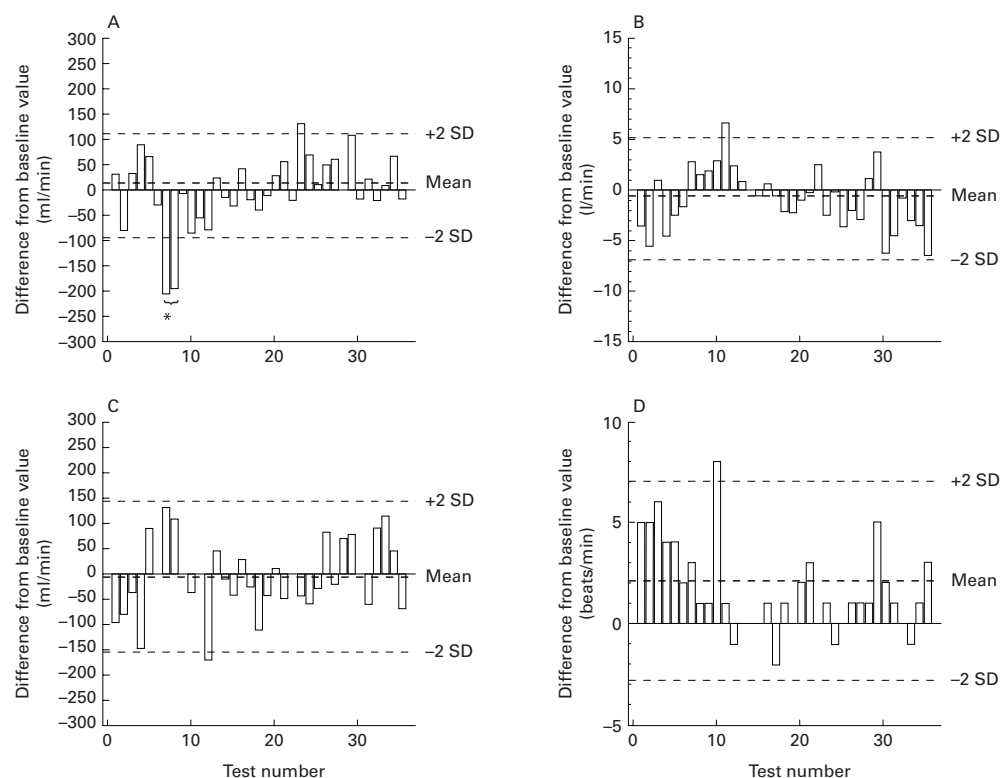 A
Difference from baseline value
(ml/min)
300
250
200
150
100
50
0
–50
–100
–150
–200
–250
–300
+2 SD
Mean
–2 SD
*
0
10
20
30
B
Difference from baseline value
(l/min)
15
10
5
0
–5
–10
–15
+2 SD
Mean
–2 SD
0
10
20
30
C
Difference from baseline value
(ml/min)
300
250
200
150
100
50
0
–50
–100
–150
–200
–250
–300
+2 SD
Mean
–2 SD
0
10
20
30
Test number
D
Difference from baseline value
(beats/min)
10
5
0
–5
+2 SD
Mean
–2 SD
0
10
20
30
Test number